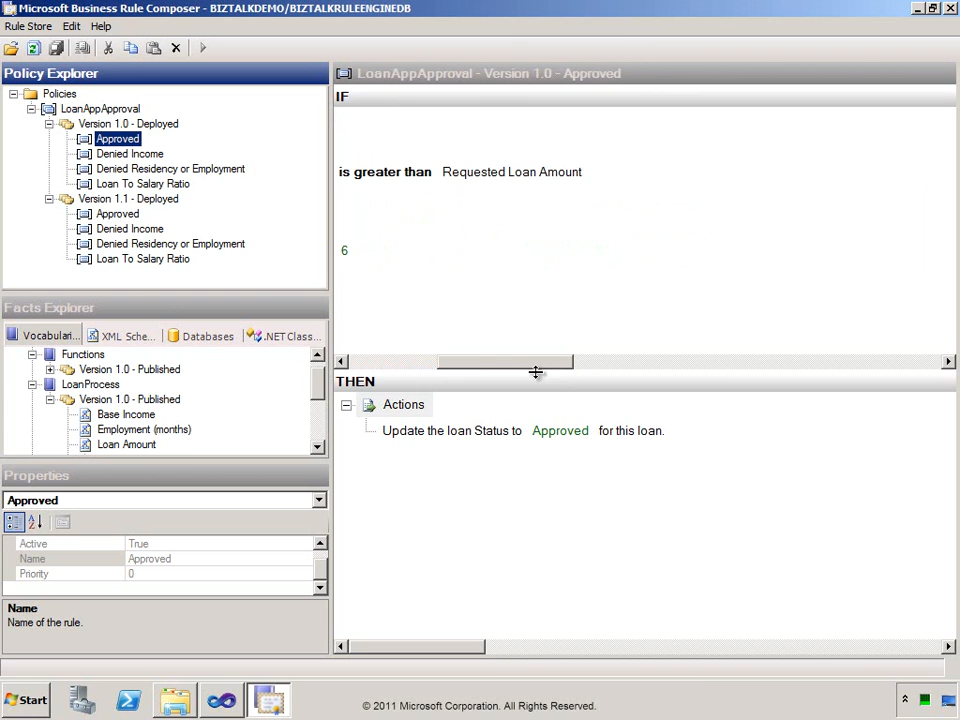 Microsoft Business Rule Composer - BIZTALKDEMO/BIZTALKRULEENGINEDB
Rule Store Edit Help
Policy Explorer
Policies
LoanAppApproval
Version 1.0 - Deployed
Approved
Denied Income
Denied Residency or Employment
Loan To Salary Ratio
Version 1.1 - Deployed
Approved
Denied Income
Denied Residency or Employment
Loan To Salary Ratio
Facts Explorer
Vocabulari... XML Sche... Databases .NET Class...
Functions
Version 1.0 - Published
LoanProcess
Version 1.0 - Published
Base Income
Employment (months)
Loan Amount
Properties
Approved
Active True
Name Approved
Priority 0
Name
Name of the rule.
LoanAppApproval - Version 1.0 - Approved
IF
is greater than Requested Loan Amount
6
THEN
Actions
Update the loan Status to Approved for this loan.
Start
© 2011 Microsoft Corporation. All Rights Reserved.